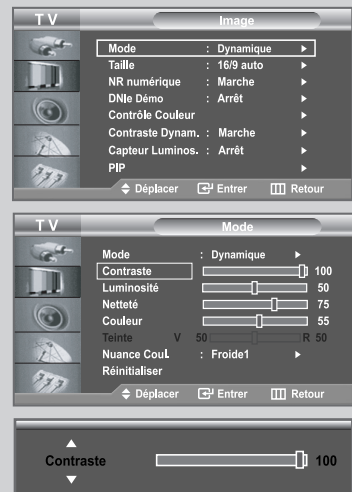 TV Image
Mode : Dynamique
Taille : 16/9 auto
NR numérique : Marche
DNIe Démo : Arrêt
Contrôle Couleur
Contraste Dynam. : Marche
Capteur Luminos. : Arrêt
PIP
Déplacer Entrer Retour
TV Mode
Mode : Dynamique
Contraste 100
Luminosité 50
Netteté 75
Couleur 55
Teinte V 50 R 50
Nuance Coul. : Froide1
Réinitialiser
Déplacer Entrer Retour
Contraste 100